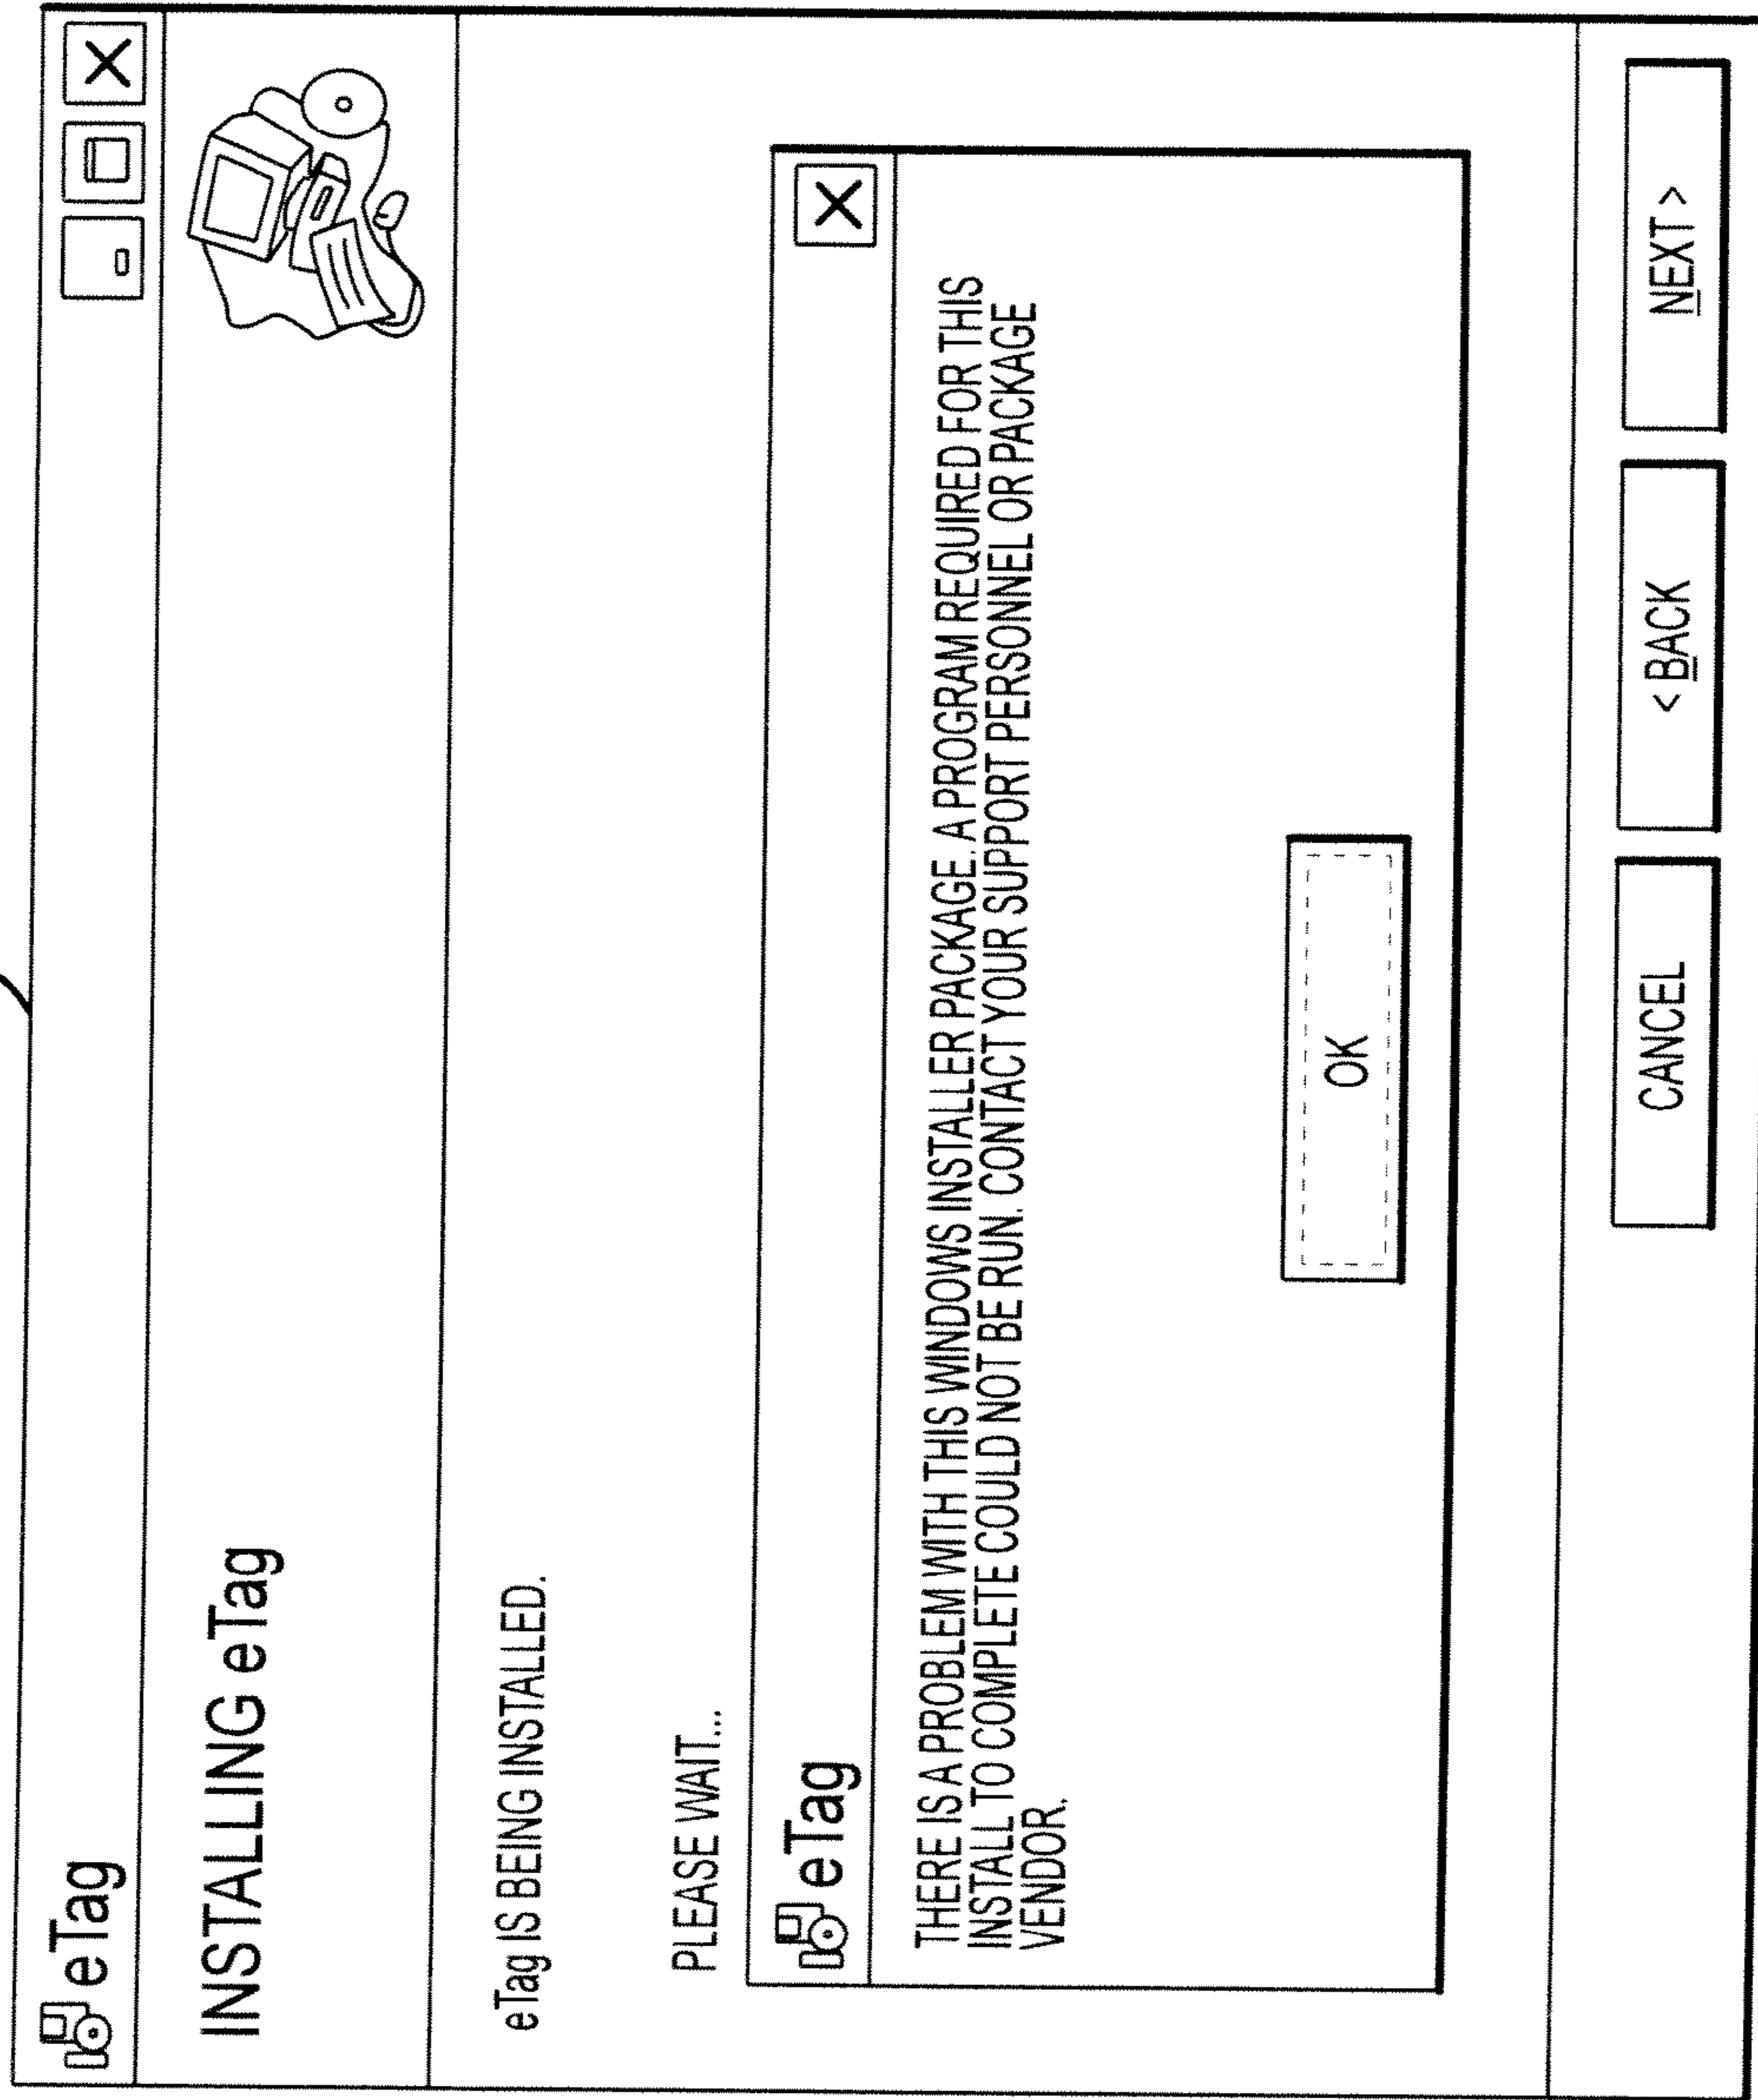 eTag
INSTALLING eTag
eTag IS BEING INSTALLED.
PLEASE WAIT...
eTag
THERE IS A PROBLEM WITH THIS WINDOWS INSTALLER PACKAGE. A PROGRAM REQUIRED FOR THIS
INSTALL TO COMPLETE COULD NOT BE RUN. CONTACT YOUR SUPPORT PERSONNEL OR PACKAGE
VENDOR.
OK
CANCEL
< BACK
NEXT >